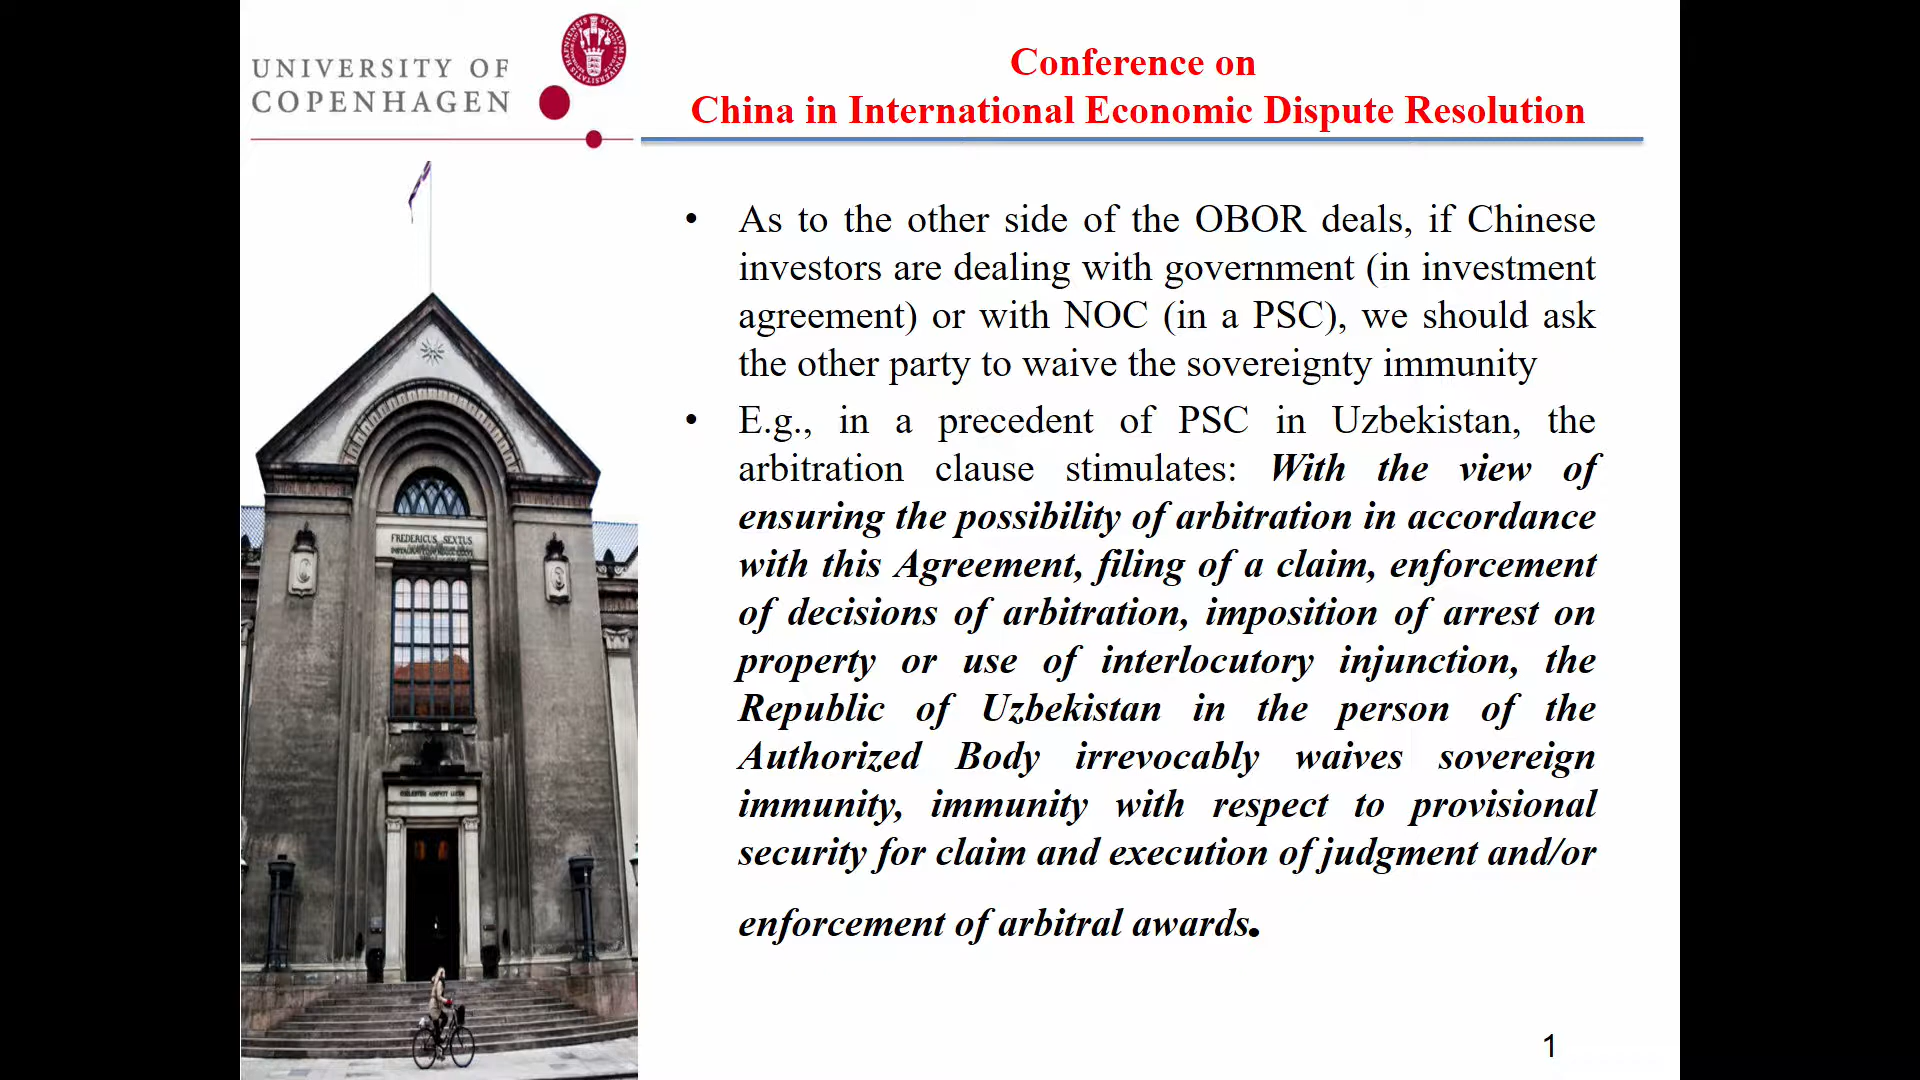 UNIVERSITY OF
COPENHAGEN
Conference on
China in International Economic Dispute Resolution
• As to the other side of the OBOR deals, if Chinese
investors are dealing with government (in investment
agreement) or with NOC (in a PSC), we should ask
the other party to waive the sovereignty immunity
• E.g., in a precedent of PSC in Uzbekistan, the
arbitration clause stimulates: With the view of
ensuring the possibility of arbitration in accordance
with this Agreement, filing of a claim, enforcement
of decisions of arbitration, imposition of arrest on
property or use of interlocutory injunction, the
Republic of Uzbekistan in the person of the
Authorized Body irrevocably waives sovereign
immunity, immunity with respect to provisional
security for claim and execution of judgment and/or
enforcement of arbitral awards.
FREDERICUS SEXTUS
1